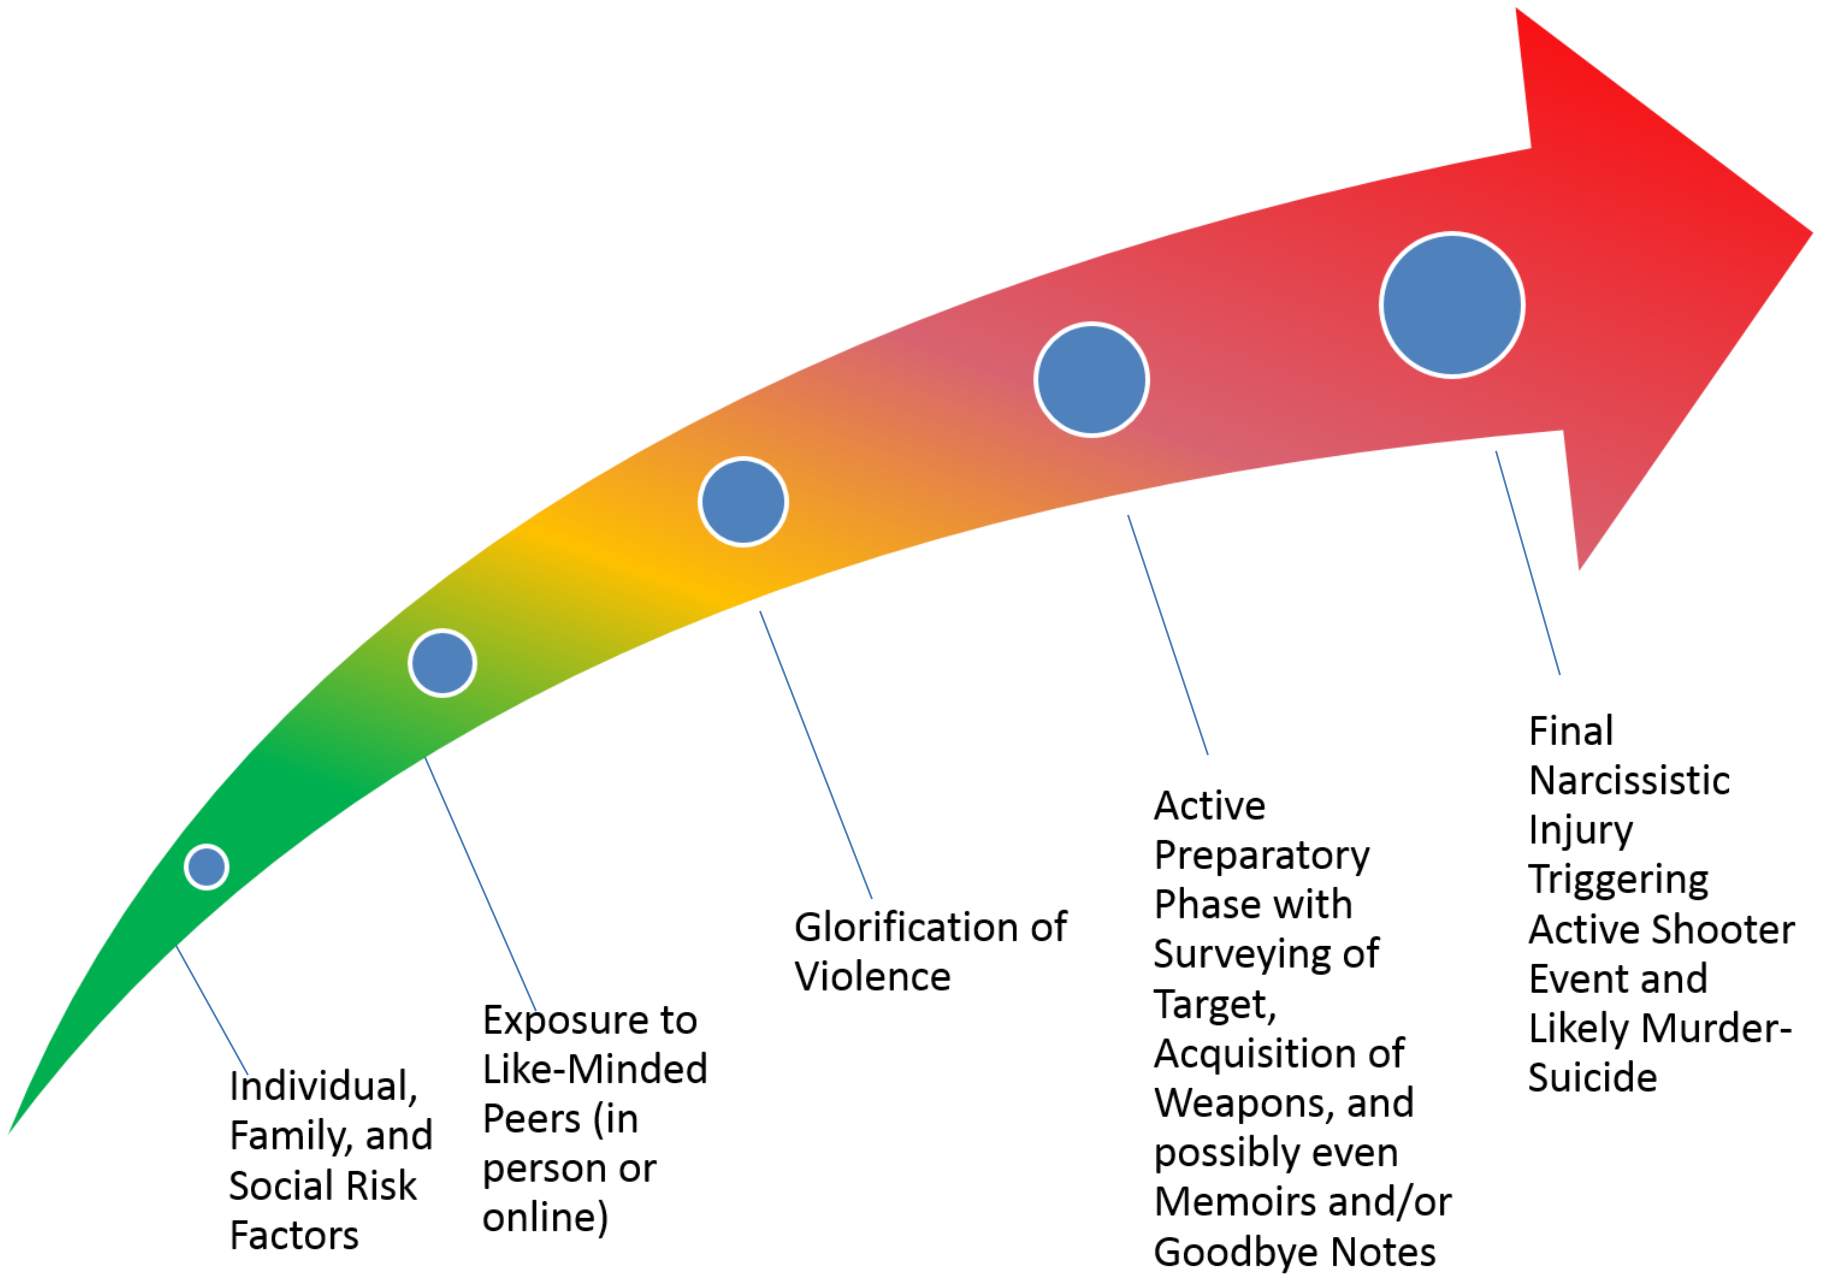 Individual,
Family, and
Social Risk
Factors
Exposure to
Like-Minded
Peers (in
person or
online)
Glorification of
Violence
Active
Preparatory
Phase with
Surveying of
Target,
Acquisition of
Weapons, and
possibly even
Memoirs and/or
Goodbye Notes
Final
Narcissistic
Injury
Triggering
Active Shooter
Event and
Likely Murder-
Suicide